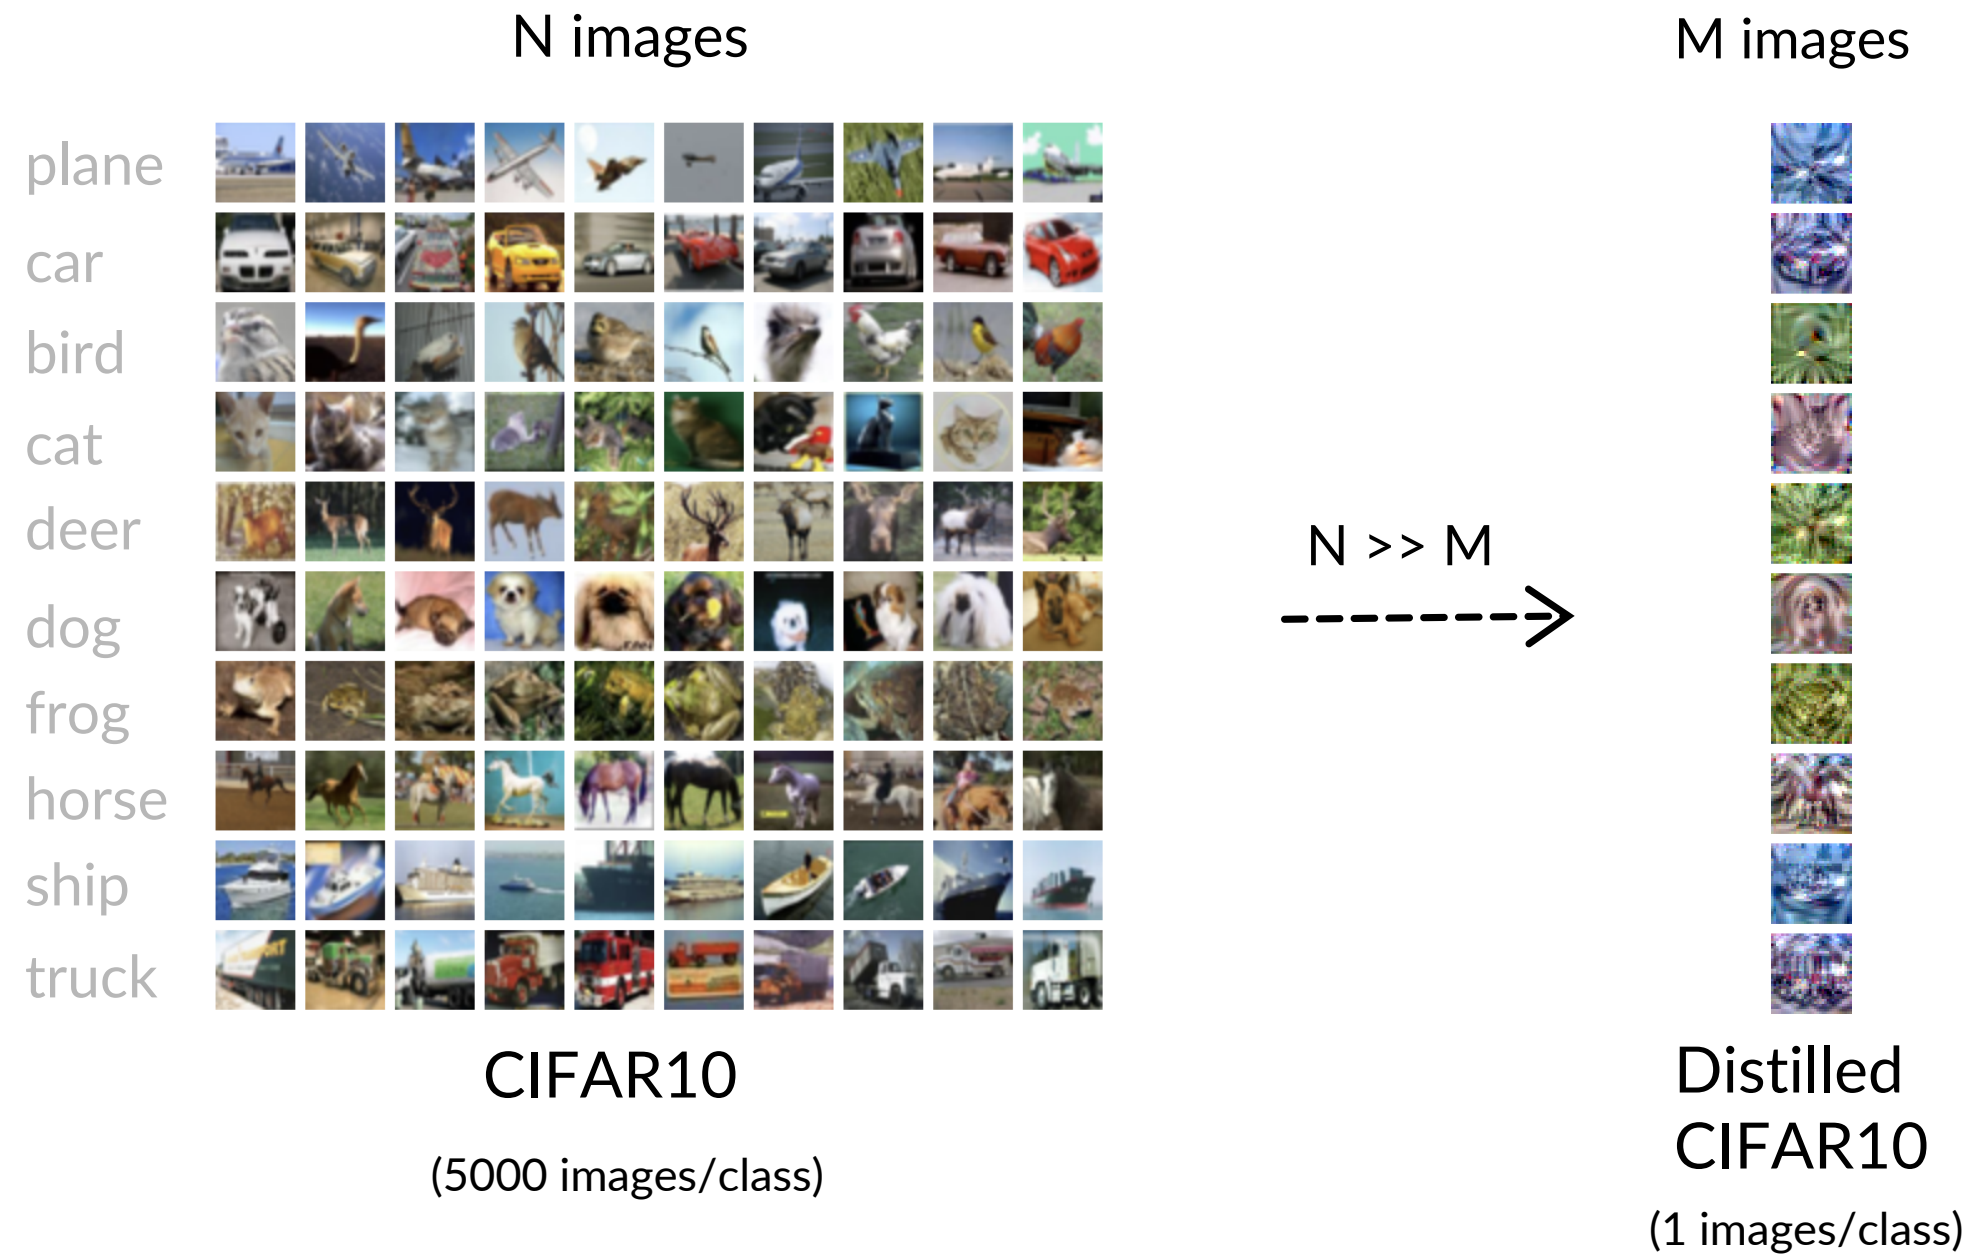 N images
M images
plane
car
bird
cat
deer
dog
frog
horse
ship
truck
N >> M
CIFAR10
(5000 images/class)
Distilled
CIFAR10
(1 images/class)